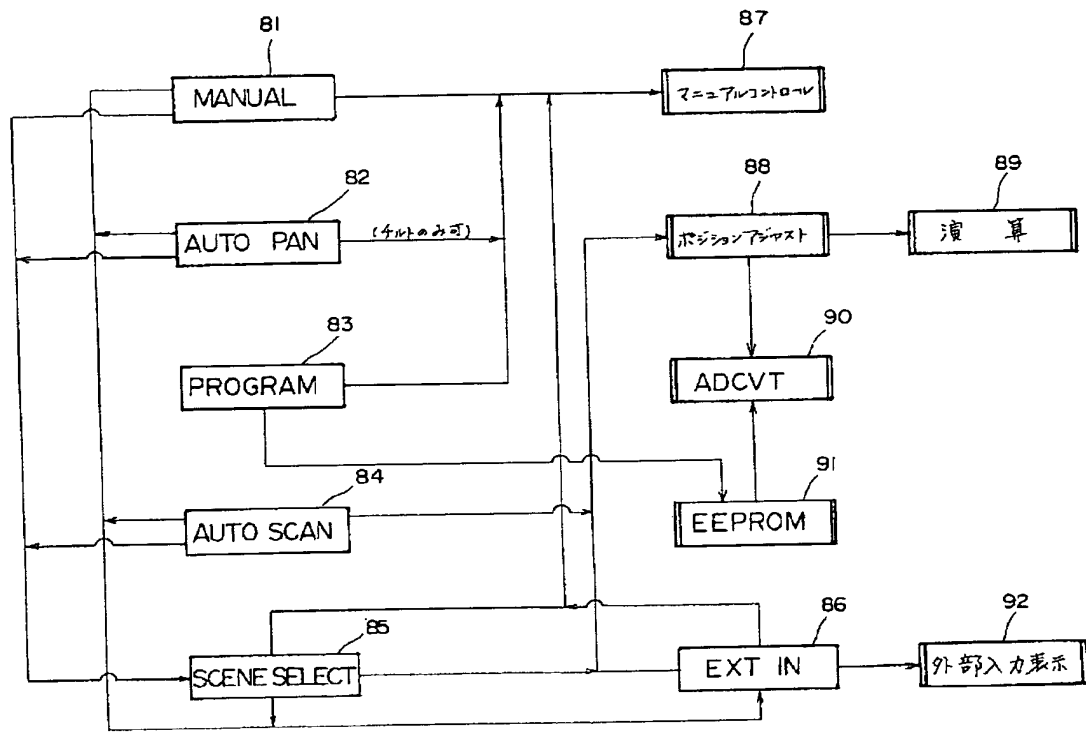 81
MANUAL
87
マニュアルコントロール
82
AUTO PAN
(チルトのみ可)
88
ポジションアジャスト
89
演算
83
PROGRAM
90
ADCVT
84
AUTO SCAN
91
EEPROM
85
SCENE SELECT
86
EXT IN
92
外部入力表示